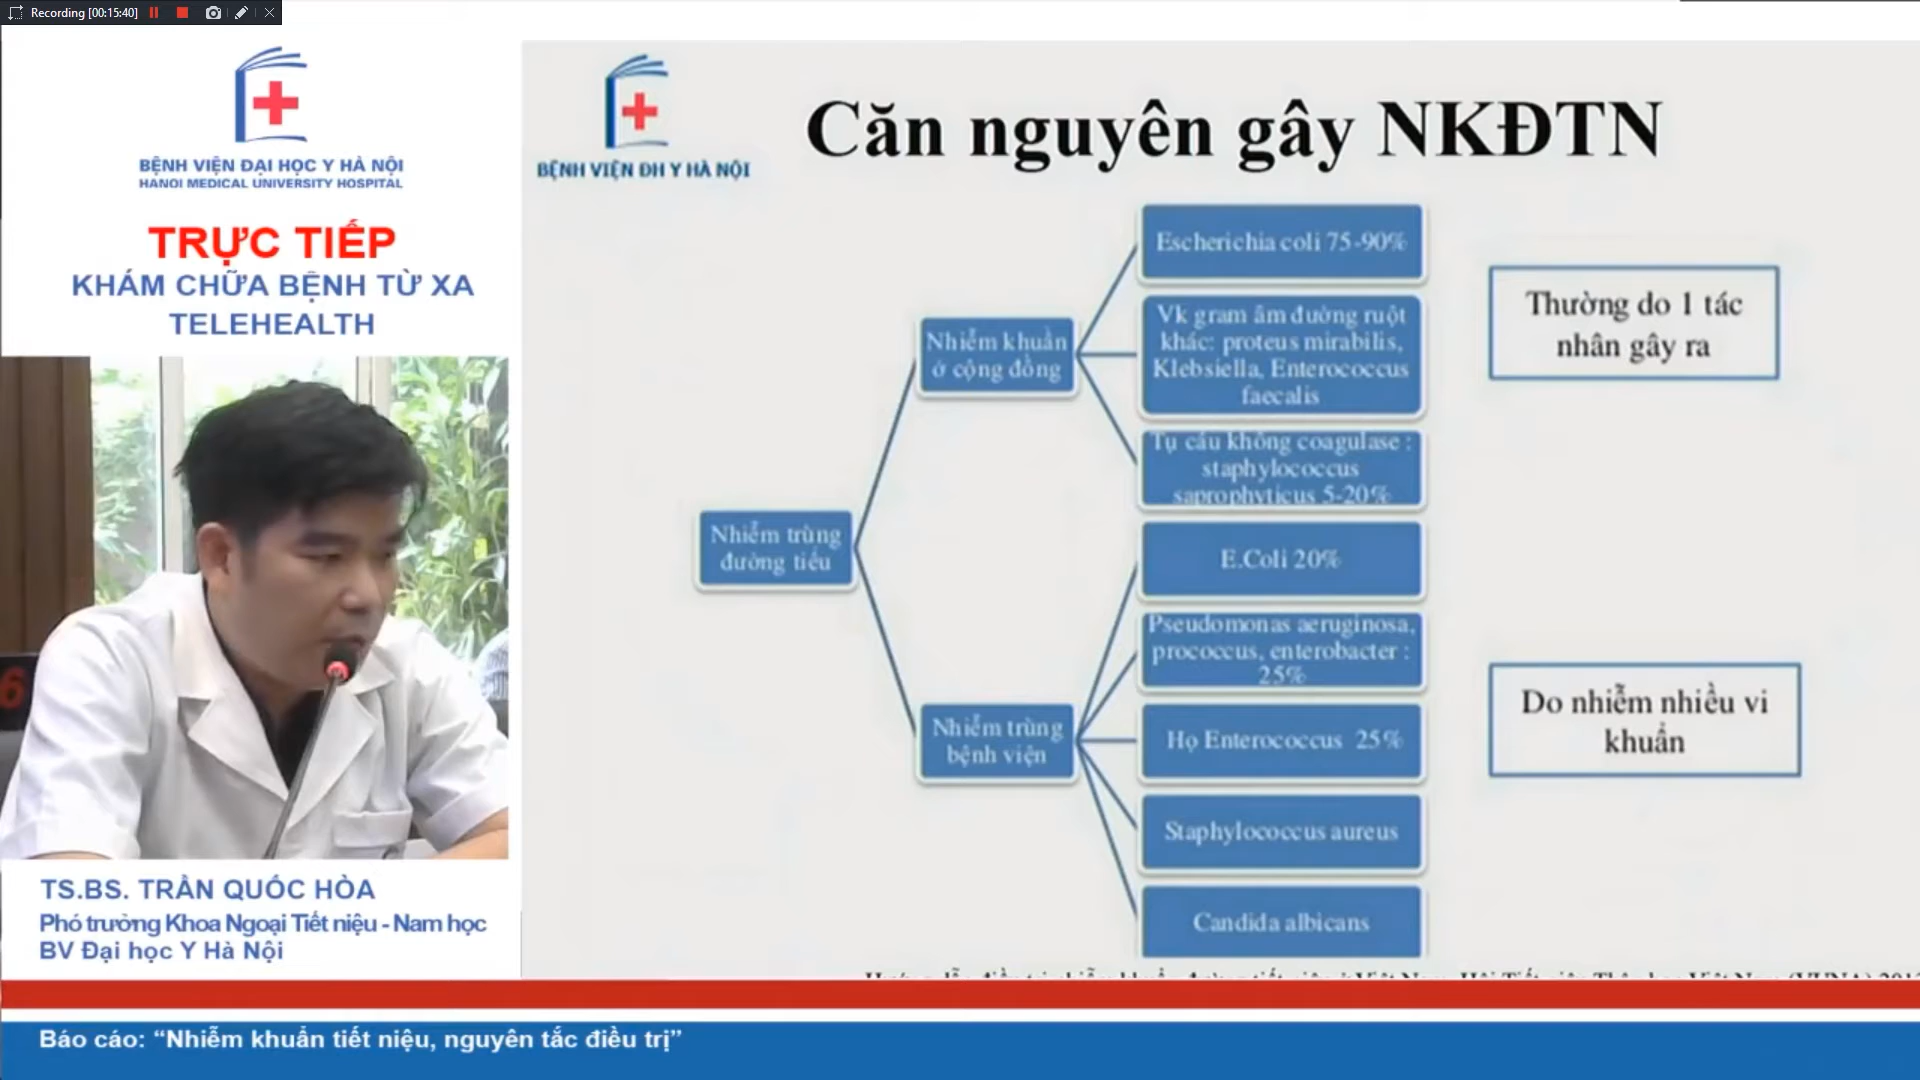 Recording [00:15:40]
BỆNH VIỆN ĐẠI HỌC Y HÀ NỘI
HANOI MEDICAL UNIVERSITY HOSPITAL
TRỰC TIẾP
KHÁM CHỮA BỆNH TỪ XA
TELEHEALTH
6
TS.BS. TRẦN QUỐC HÒA
Phó trưởng Khoa Ngoại Tiết niệu - Nam học
BV Đại học Y Hà Nội
BỆNH VIỆN ĐH Y HÀ NỘI
Căn nguyên gây NKĐTN
Nhiễm trùng
đường tiểu
Nhiễm khuẩn
ở cộng đồng
Escherichia coli 75-90%
Vk gram âm đường ruột
khác: proteus mirabilis,
Klebsiella, Enterococcus
faecalis
Tụ cầu không coagulase :
staphylococcus
saprophyticus 5-20%
Thường do 1 tác
nhân gây ra
Nhiễm trùng
bệnh viện
E.Coli 20%
Pseudomonas aeruginosa,
prococcus, enterobacter :
25%
Họ Enterococcus 25%
Staphylococcus aureus
Candida albicans
Do nhiễm nhiều vi
khuẩn
Báo cáo: “Nhiễm khuẩn tiết niệu, nguyên tắc điều trị”